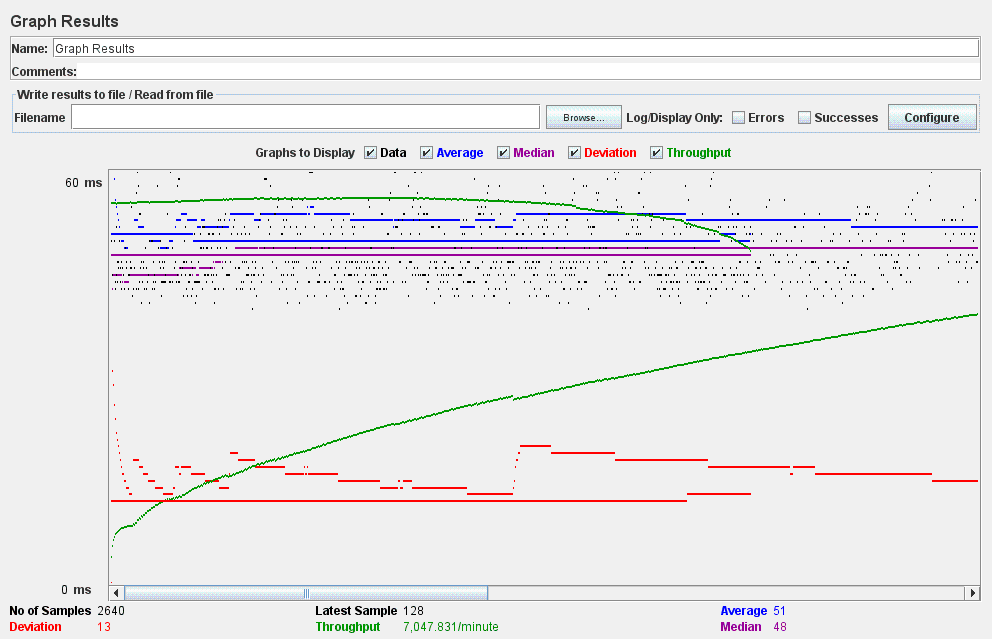 Graph Results
Name: Graph Results
Comments:
Write results to file / Read from file
Filename Browse... Log/Display Only: Errors Successes Configure
Graphs to Display Data Average Median Deviation Throughput
60 ms
0 ms
No of Samples 2640 Latest Sample 128 Average 51
Deviation 13 Throughput 7,047.831/minute Median 48